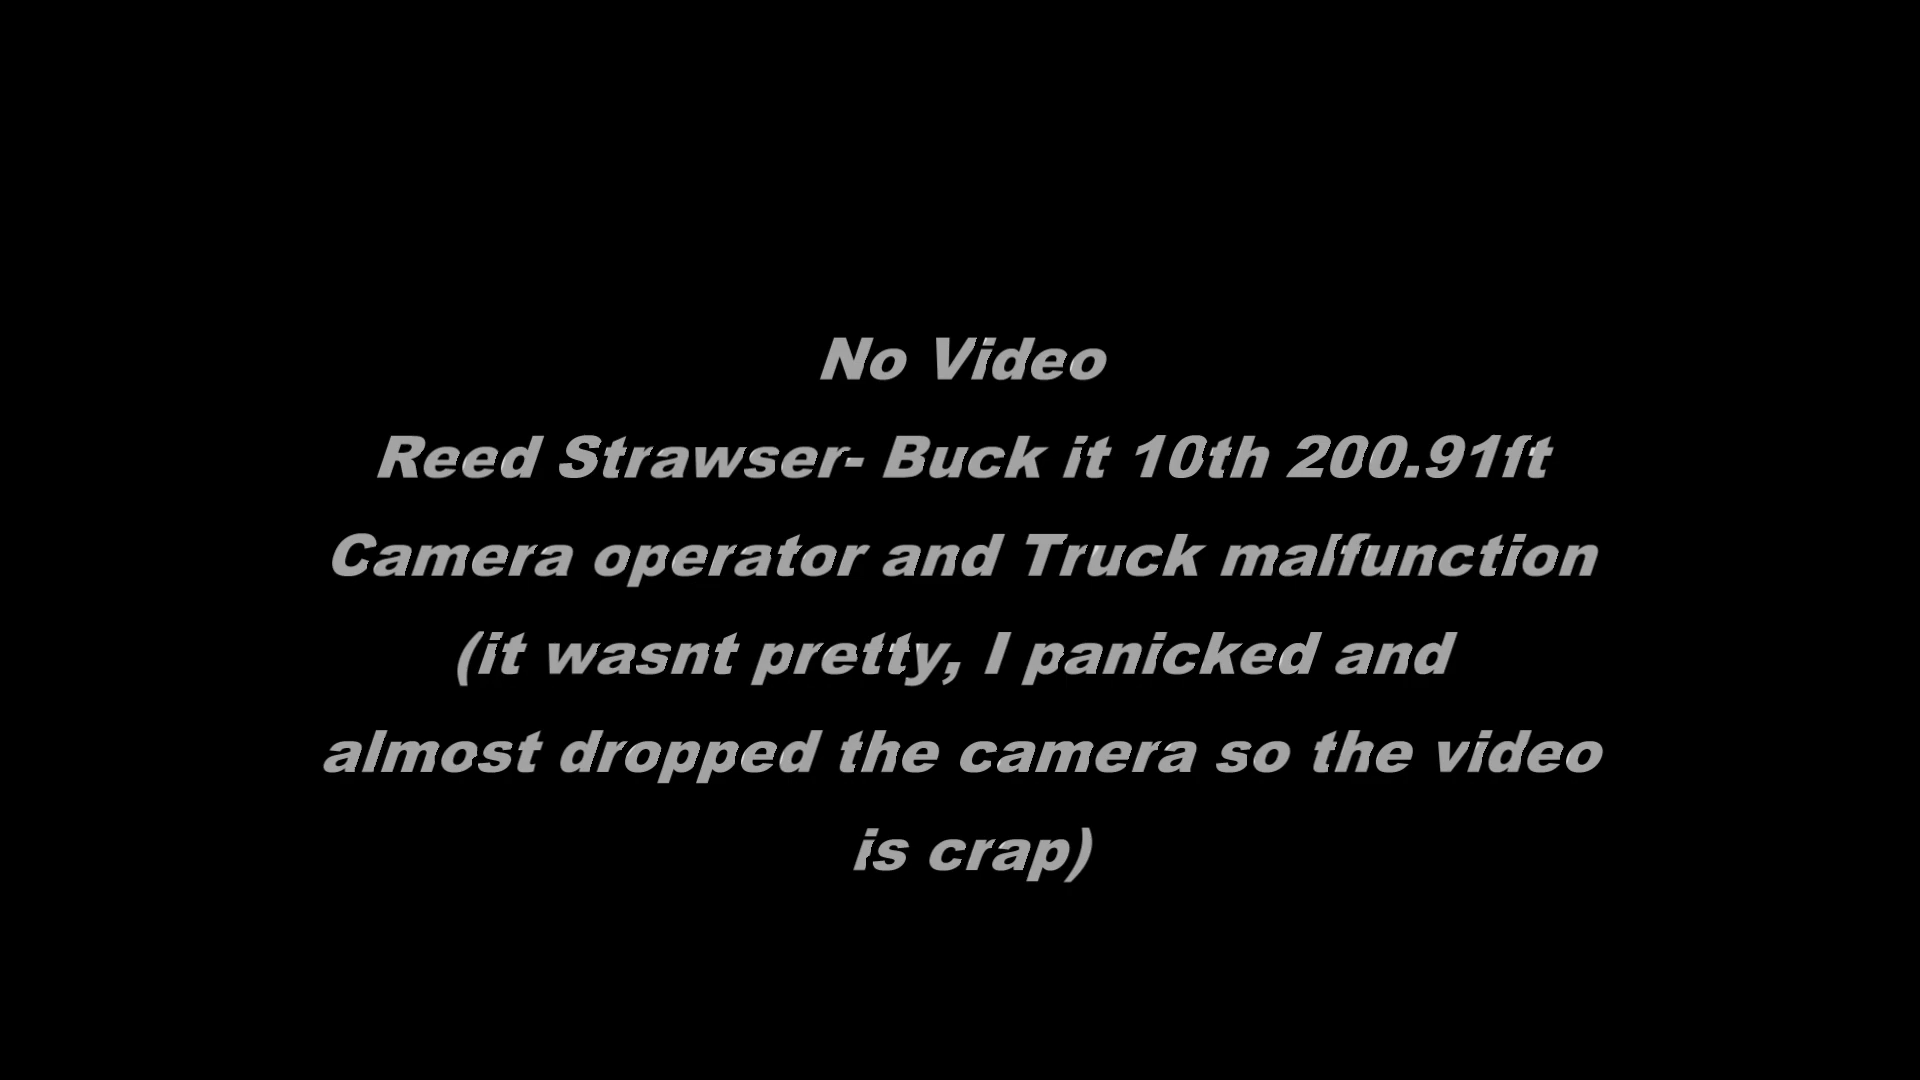 No Video
Reed Strawser- Buck it 10th 200.91ft
Camera operator and Truck malfunction
(it wasnt pretty, I panicked and
almost dropped the camera so the video
is crap)